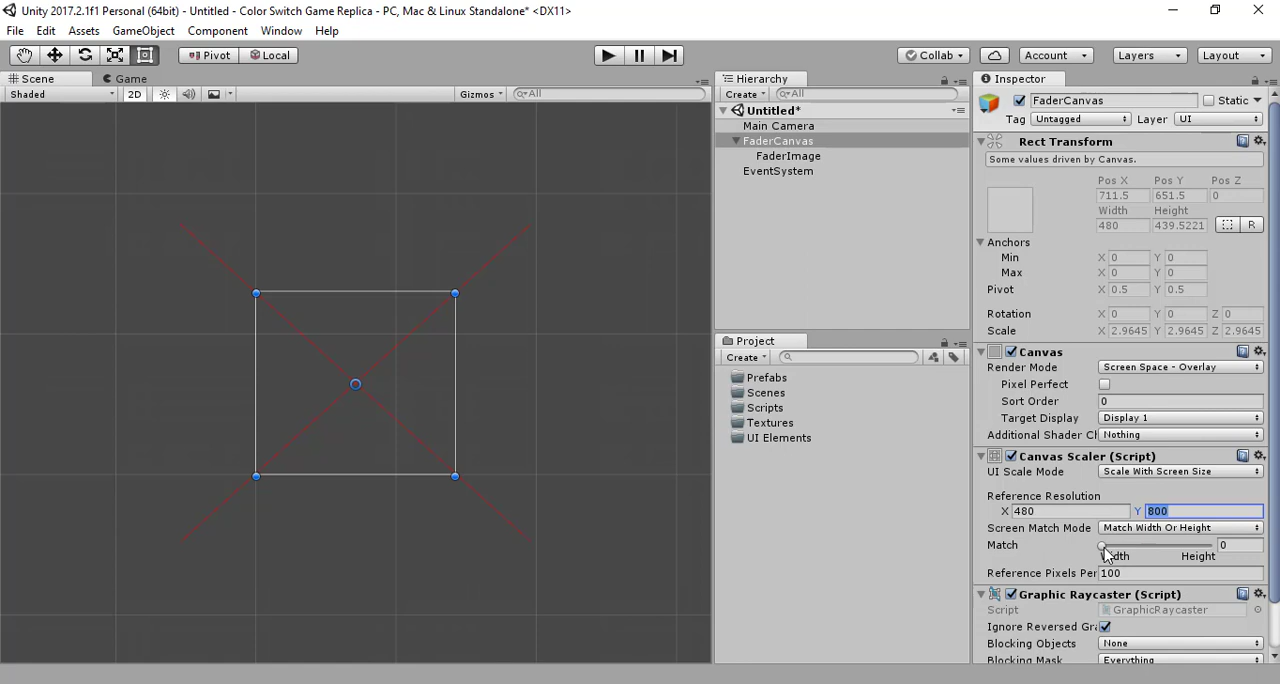 Unity 2017.2.1f1 Personal (64bit) - Untitled - Color Switch Game Replica - PC, Mac & Linux Standalone* <DX11>
File Edit Assets GameObject Component Window Help
Pivot Local Collab Account Layers Layout
Scene Game
Shaded 2D Gizmos All
Hierarchy
Create All
Untitled*
Main Camera
FaderCanvas
FaderImage
EventSystem
Project
Create
Prefabs
Scenes
Scripts
Textures
UI Elements
Inspector
FaderCanvas Static
Tag Untagged Layer UI
Rect Transform
Some values driven by Canvas.
Pos X Pos Y Pos Z
711.5 651.5 0
Width Height
480 439.5221 R
Anchors
Min X 0 Y 0
Max X 0 Y 0
Pivot X 0.5 Y 0.5
Rotation X 0 Y 0 Z 0
Scale X 2.9645 Y 2.9645 Z 2.9645
Canvas
Render Mode Screen Space - Overlay
Pixel Perfect
Sort Order 0
Target Display Display 1
Additional Shader Ch Nothing
Canvas Scaler (Script)
UI Scale Mode Scale With Screen Size
Reference Resolution
X 480 Y 800
Screen Match Mode Match Width Or Height
Match 0
Width Height
Reference Pixels Per 100
Graphic Raycaster (Script)
Script GraphicRaycaster
Ignore Reversed Gra
Blocking Objects None
Blocking Mask Everything